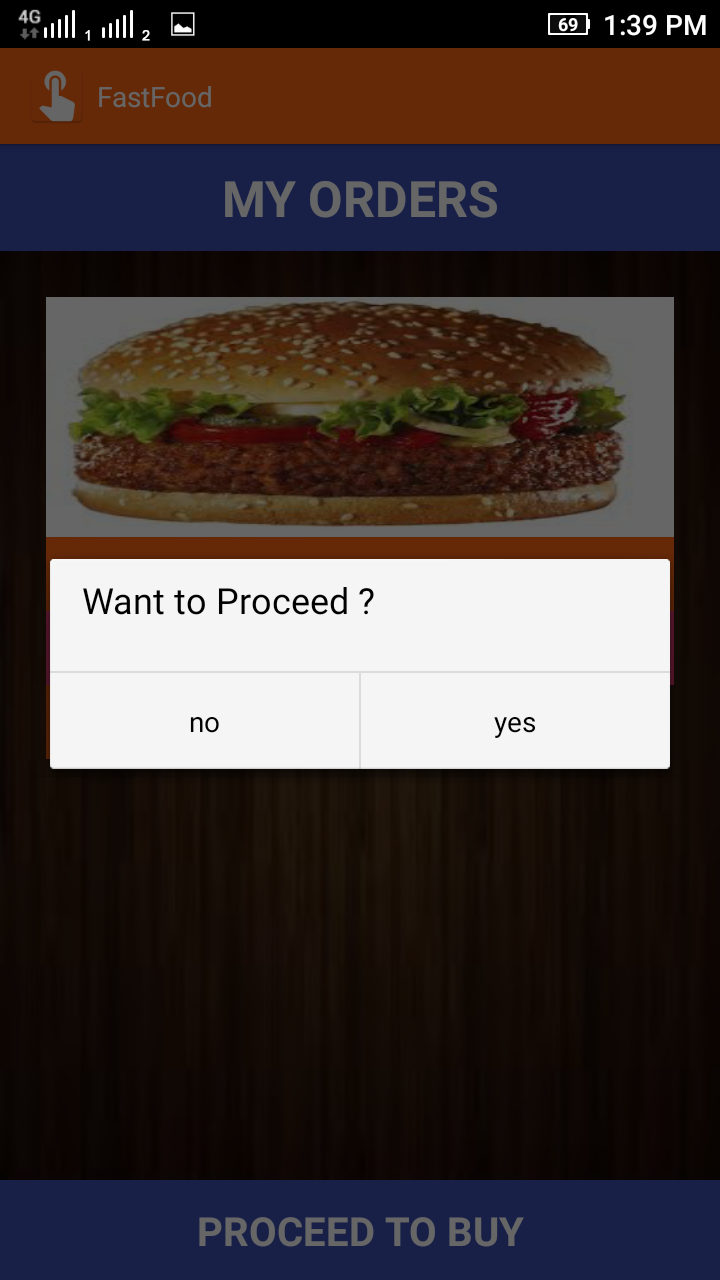 4G 1 2 69 1:39 PM
FastFood
MY ORDERS
Want to Proceed ?
no yes
PROCEED TO BUY